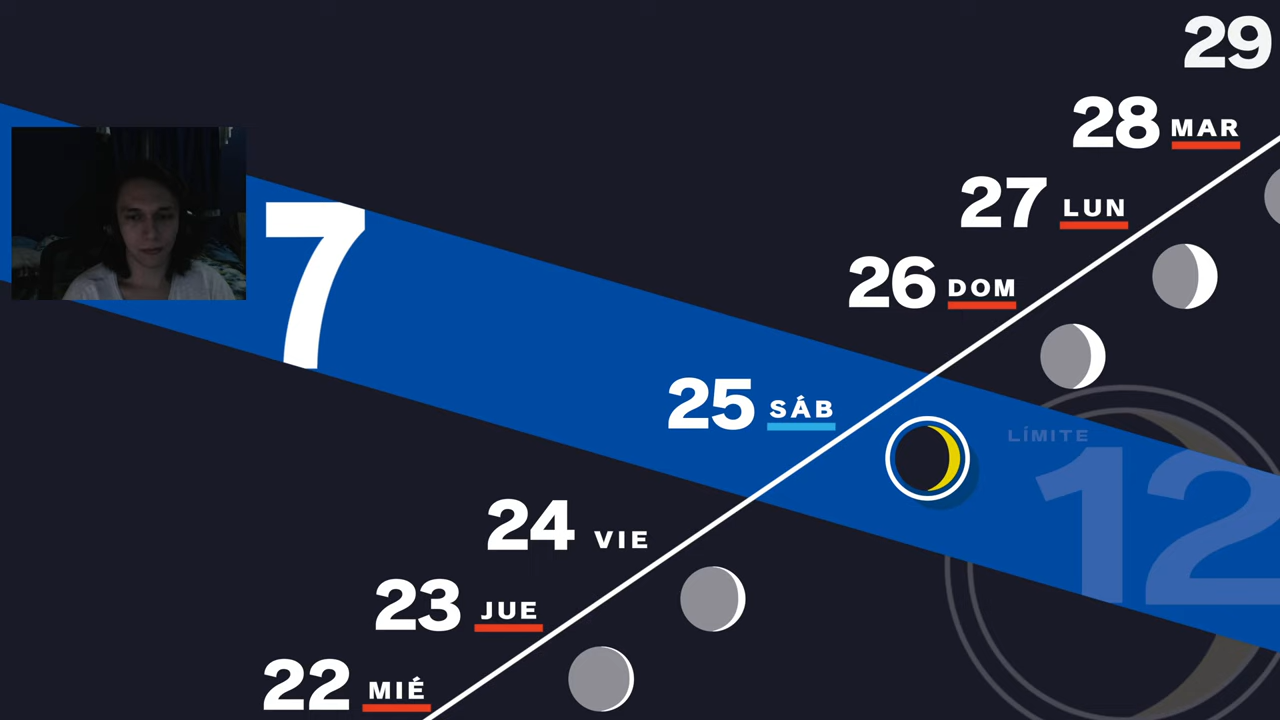 29
28 MAR
27 LUN
26 DOM
7
25 SÁB
LÍMITE
12
24 VIE
23 JUE
22 MIÉ